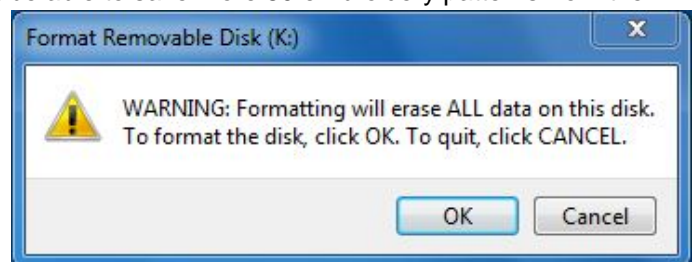 Format Removable Disk (K:)
X
WARNING: Formatting will erase ALL data on this disk.
To format the disk, click OK. To quit, click CANCEL.
OK Cancel